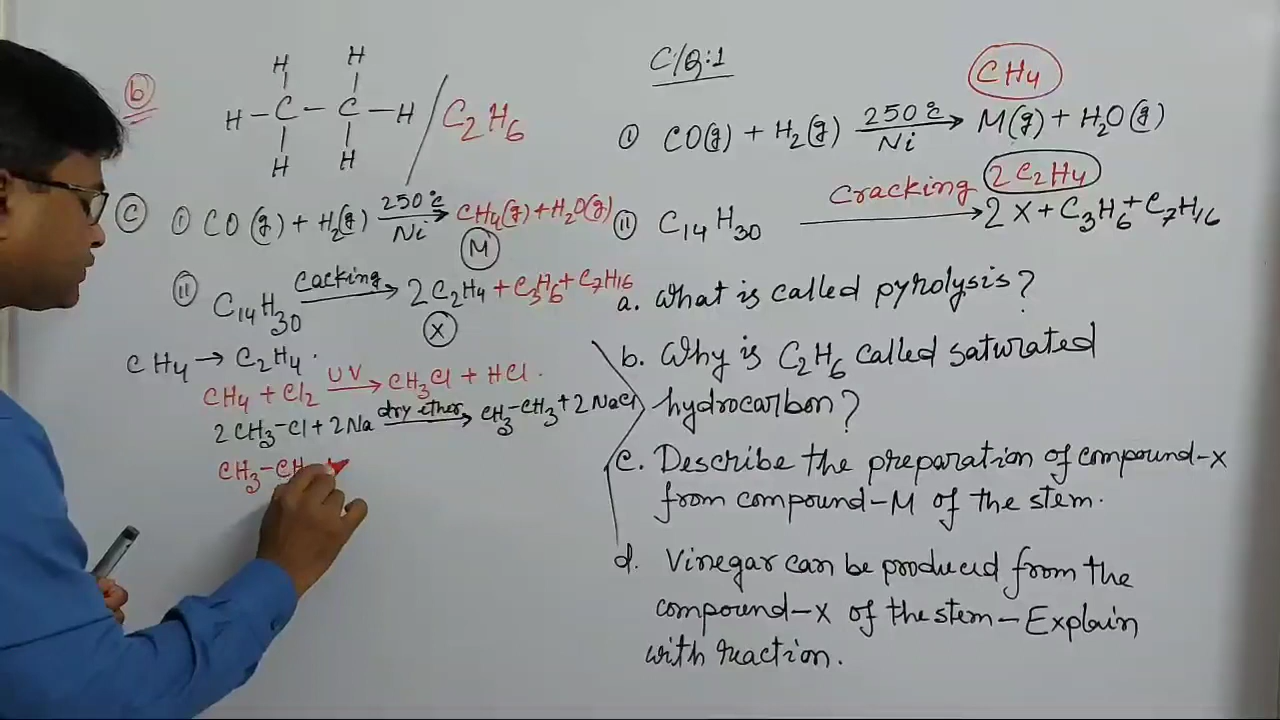 b
H H
H-C-C-H / C2H6
H H
C i CO(g) + H2(g) 250°C Ni → CH4(g) + H2O(g)
M
ii C14H30 Cacking → 2C2H4 + C3H6 + C7H16
X
CH4 → C2H4.
CH4 + Cl2 UV → CH3Cl + HCl.
2CH3-Cl + 2Na dry ether → CH3-CH3 + 2NaCl
CH3-CH
C/Q:1
CH4
i CO(g) + H2(g) 250°C Ni → M(g) + H2O(g)
Cracking 2C2H4
ii C14H30 → 2X + C3H6 + C7H16
a. What is called pyrolysis?
b. Why is C2H6 called saturated
hydrocarbon?
c. Describe the preparation of compound-X
from compound-M of the stem.
d. Vinegar can be produced from the
compound-X of the stem - Explain
with reaction.